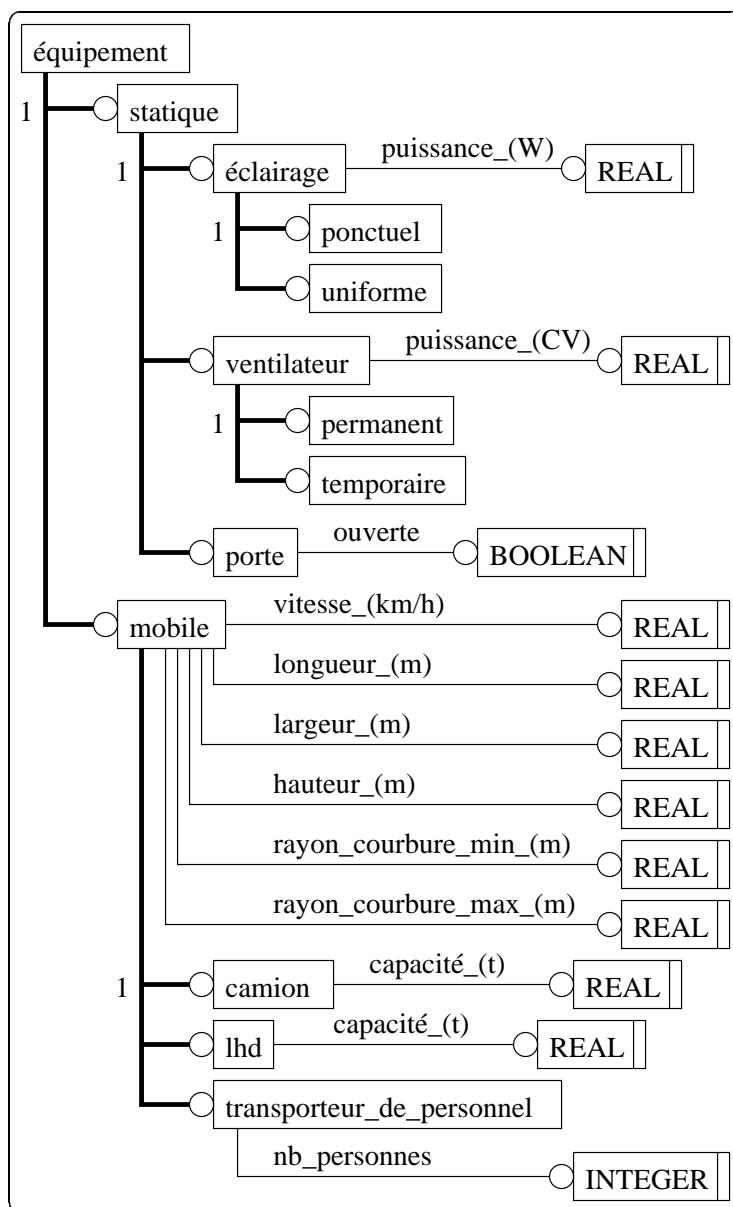 équipement
1
statique
1
éclairage
puissance_(W)
REAL
1
ponctuel
uniforme
ventilateur
puissance_(CV)
REAL
1
permanent
temporaire
porte
ouverte
BOOLEAN
mobile
vitesse_(km/h)
REAL
longueur_(m)
REAL
largeur_(m)
REAL
hauteur_(m)
REAL
rayon_courbure_min_(m)
REAL
rayon_courbure_max_(m)
REAL
1
camion
capacité_(t)
REAL
lhd
capacité_(t)
REAL
transporteur_de_personnel
nb_personnes
INTEGER